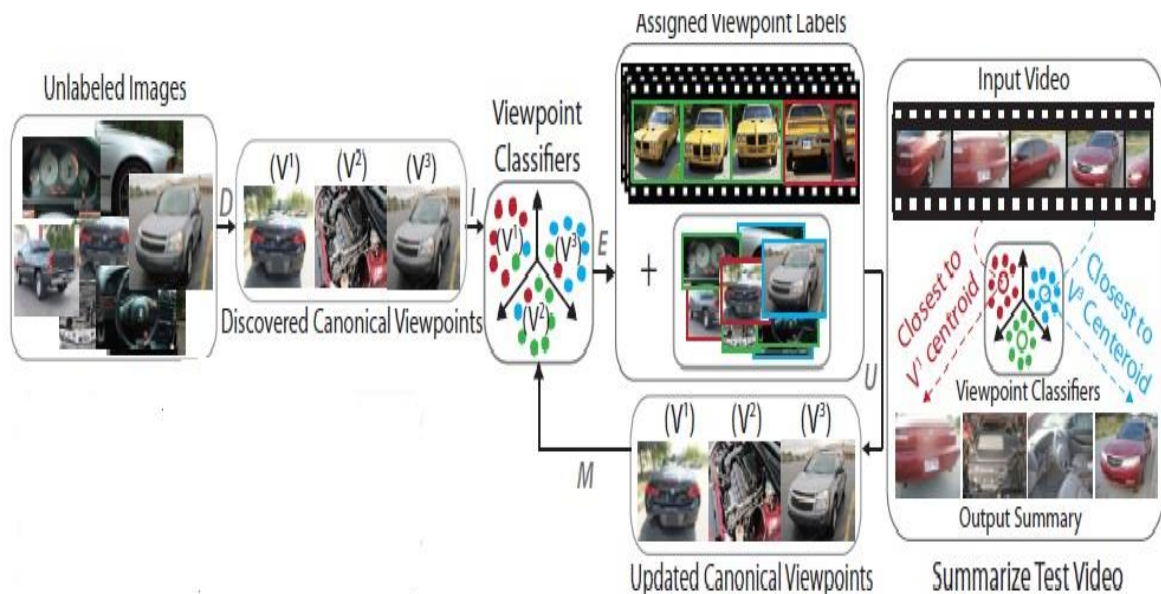 Assigned Viewpoint Labels
Unlabeled Images
Input Video
Viewpoint
Classifiers
(V¹) (V²) (V³)
D
I
(V¹)
(V³)
(V²)
E
+
Discovered Canonical Viewpoints
Closest to
V¹ centroid
Closest to
V³ Centeroid
Viewpoint Classifiers
U
(V¹) (V²) (V³)
M
Output Summary
Updated Canonical Viewpoints
Summarize Test Video